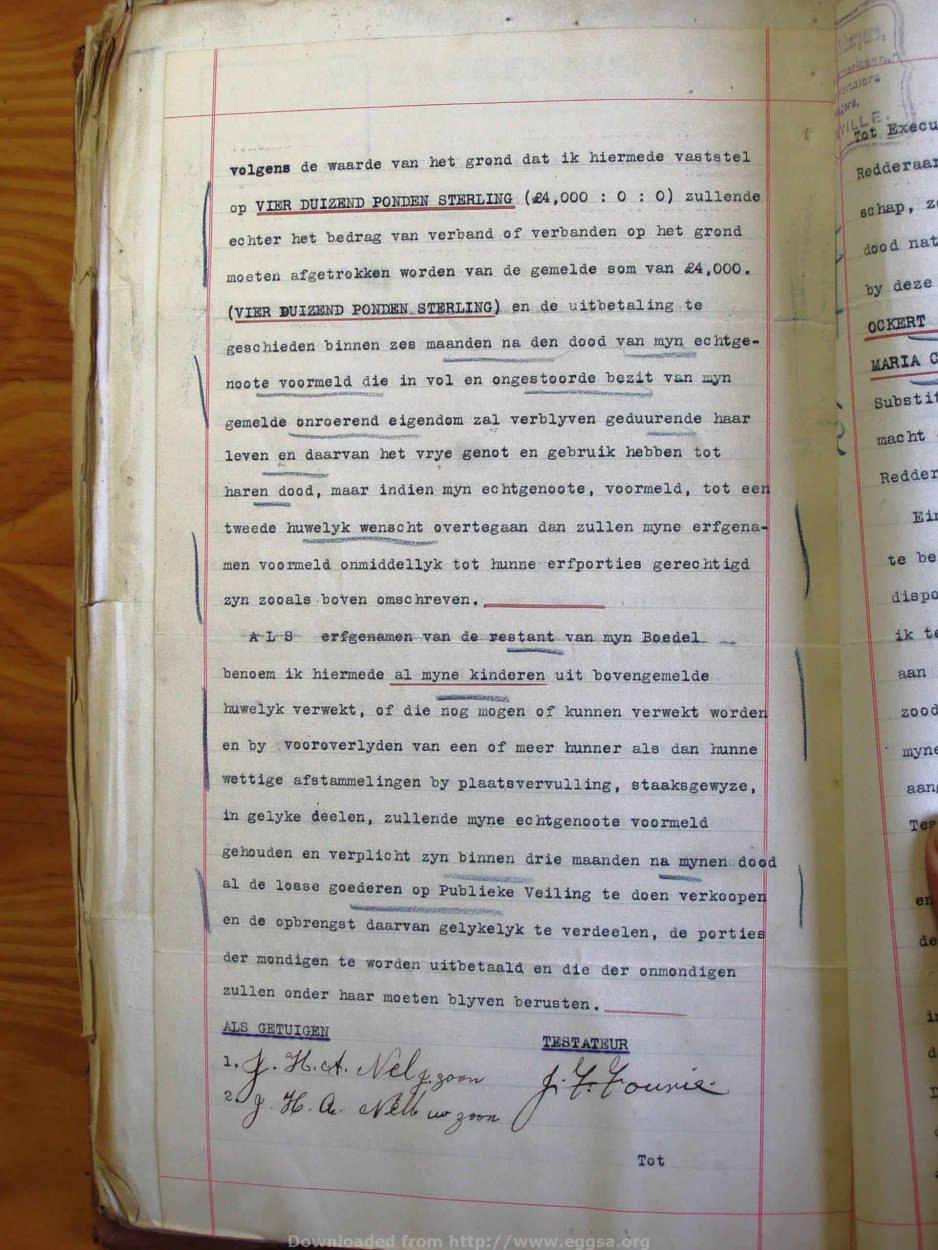 volgens de waarde van het grond dat ik hiermede vaststel
op VIER DUIZEND PONDEN STERLING (£4,000 : 0 : 0) zullende
echter het bedrag van verband of verbanden op het grond
moeten afgetrokken worden van de gemelde som van £4,000.
(VIER DUIZEND PONDEN STERLING) en de uitbetaling te
geschieden binnen zes maanden na den dood van myn echtge-
noote voormeld die in vol en ongestoorde bezit van myn
gemelde onroerend eigendom zal verblyven geduurende haar
leven en daarvan het vrye genot en gebruik hebben tot
haren dood, maar indien myn echtgenoote, voormeld, tot een
tweede huwelyk wenscht overtegaan dan zullen myne erfgena-
men voormeld onmiddellyk tot hunne erfporties gerechtigd
zyn zooals boven omschreven.
A L S erfgenamen van de restant van myn Boedel
benoem ik hiermede al myne kinderen uit bovengemelde
huwelyk verwekt, of die nog mogen of kunnen verwekt worden
en by vooroverlyden van een of meer hunner als dan hunne
wettige afstammelingen by plaatsvervulling, staaksgewyze,
in gelyke deelen, zullende myne echtgenoote voormeld
gehouden en verplicht zyn binnen drie maanden na mynen dood
al de losse goederen op Publieke Veiling te doen verkoopen
en de opbrengst daarvan gelykelyk te verdeelen, de porties
der mondigen te worden uitbetaald en die der onmondigen
zullen onder haar moeten blyven berusten.
ALS GETUIGEN
TESTATEUR
1. J. H. A. Nel J. zoon
J. F. Fourie
2 J. H. A. Nel zoon
Tot
VILLE.
Tot Execu
Redderaar
schap, z
dood nat
by deze
OCKERT
MARIA C
Substit
macht
Redder
Ein
te be
dispo
ik te
aan
zood
myne
aan
Tes
en
de
Downloaded from http://www.eggsa.org